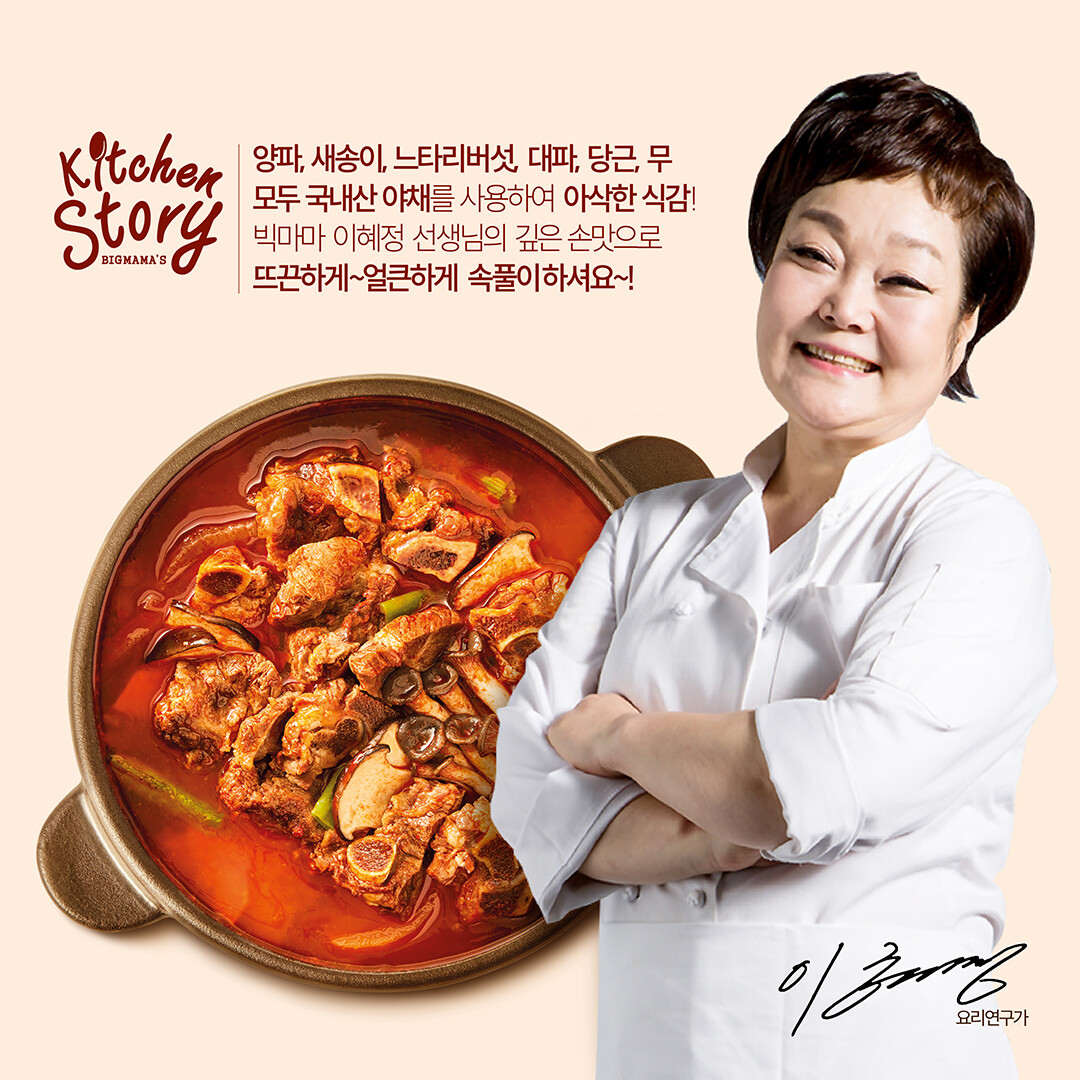 Kitchen
Story
BIGMAMA'S
양파, 새송이, 느타리버섯, 대파, 당근, 무
모두 국내산 야채를 사용하여 아삭한 식감!
빅마마 이혜정 선생님의 깊은 손맛으로
뜨끈하게~얼큰하게 속풀이하셔요~!
이혜정
요리연구가